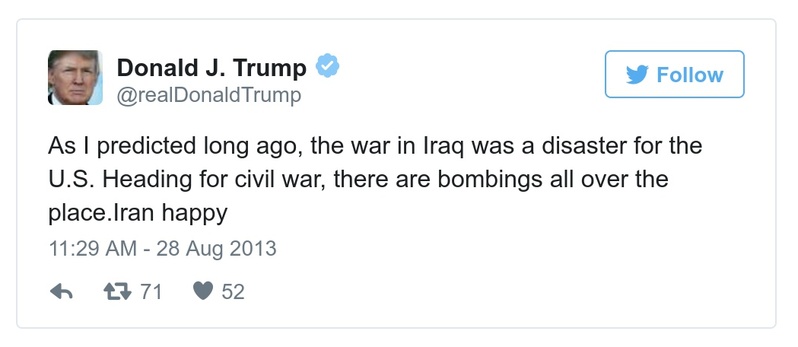 Donald J. Trump
@realDonaldTrump
Follow
As I predicted long ago, the war in Iraq was a disaster for the
U.S. Heading for civil war, there are bombings all over the
place.Iran happy
11:29 AM - 28 Aug 2013
71 52